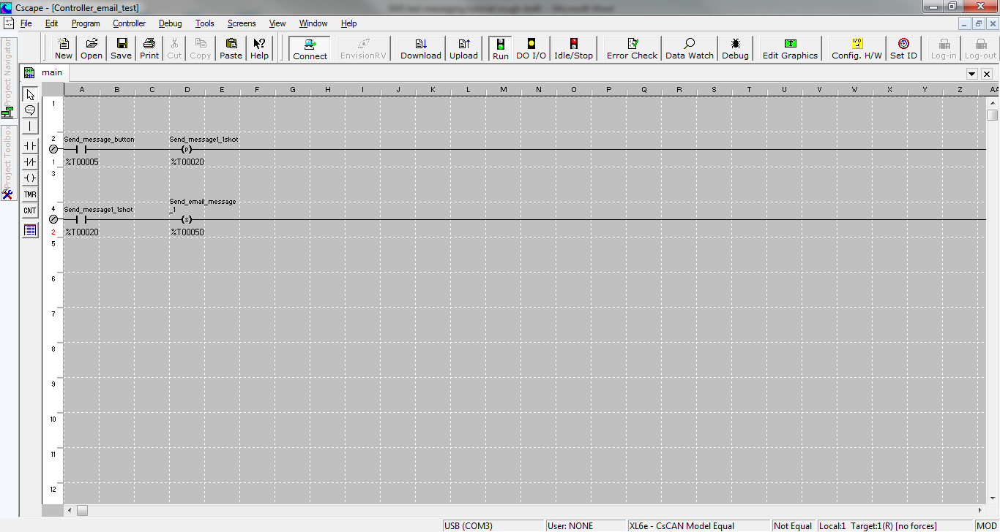 Cscape - [Controller_email_test]
File Edit Program Controller Debug Tools Screens View Window Help
New Open Save Print Cut Copy Paste Help Connect EnvisionRV Download Upload Run DO I/O Idle/Stop Error Check Data Watch Debug Edit Graphics Config. H/W Set ID Log-in Log-out
Project Navigator
Project Toolbox
main
A B C D E F G H I J K L M N O P Q R S T U V W X Y Z AA
1
2 Send_message_button Send_message1_1shot
(P)
1 %T00005 %T00020
3
Send_email_message
4 Send_message1_1shot _1
(S)
2 %T00020 %T00050
5
6
7
8
9
10
11
12
TMR
CNT
USB (COM3) User: NONE XL6e - CsCAN Model Equal Not Equal Local:1 Target:1(R) [no forces] MOD